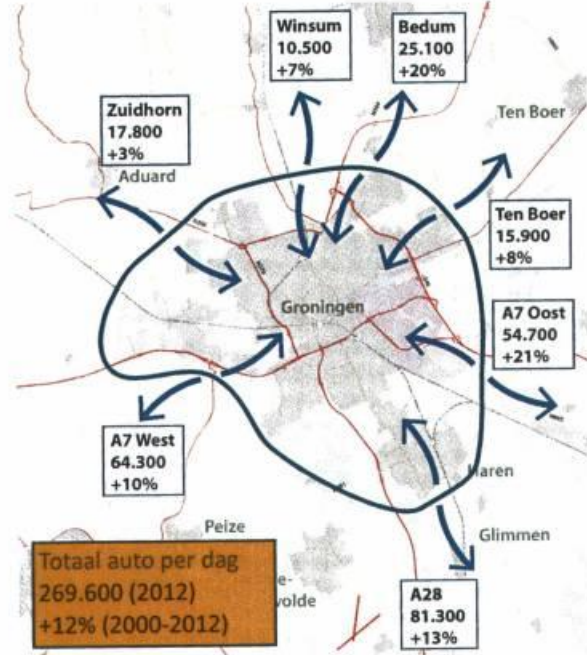 Winsum
10.500
+7%
Bedum
25.100
+20%
Zuidhorn
17.800
+3%
Aduard
Ten Boer
Ten Boer
15.900
+8%
Groningen
A7 Oost
54.700
+21%
A7 West
64.300
+10%
Haren
Peize
Glimmen
Totaal auto per dag
269.600 (2012)
+12% (2000-2012)
e-
volde
A28
81.300
+13%